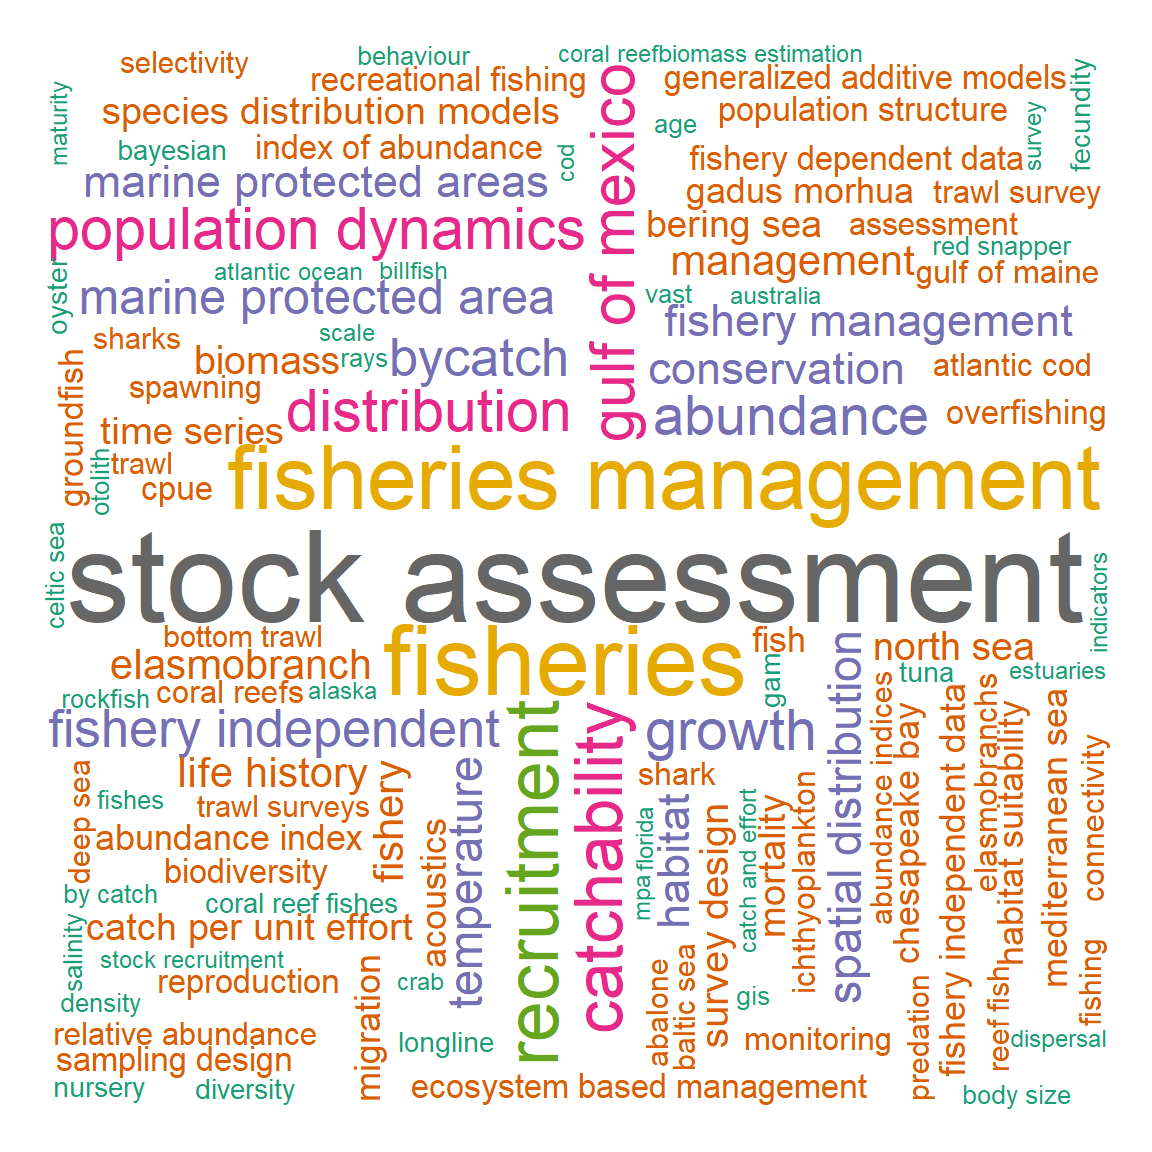 behaviour
coral reef
biomass estimation
selectivity
recreational fishing
generalized additive models
maturity
species distribution models
gulf of mexico
population structure
survey
fecundity
age
bayesian
index of abundance
cod
fishery dependent data
marine protected areas
gadus morhua
trawl survey
population dynamics
bering sea
assessment
red snapper
management
gulf of maine
oyster
atlantic ocean
billfish
marine protected area
vast
australia
fishery management
sharks
scale
rays
biomass
bycatch
conservation
atlantic cod
groundfish
spawning
distribution
abundance
overfishing
time series
otolith
trawl
cpue
fisheries management
celtic sea
stock assessment
indicators
bottom trawl
fisheries
fish
north sea
elasmobranch
gam
tuna
estuaries
rockfish
coral reefs
alaska
fishery independent
recruitment
catchability
growth
spatial distribution
abundance indices
chesapeake bay
fishery independent data
elasmobranchs
habitat suitability
mediterranean sea
connectivity
deep sea
life history
fishery
temperature
shark
fishes
trawl surveys
abundance index
acoustics
biodiversity
mpa
florida
habitat
survey design
catch and effort
mortality
ichthyoplankton
by catch
coral reef fishes
salinity
catch per unit effort
stock recruitment
reproduction
migration
crab
abalone
baltic sea
gis
predation
reef fish
fishing
density
relative abundance
longline
monitoring
dispersal
sampling design
nursery
diversity
ecosystem based management
body size